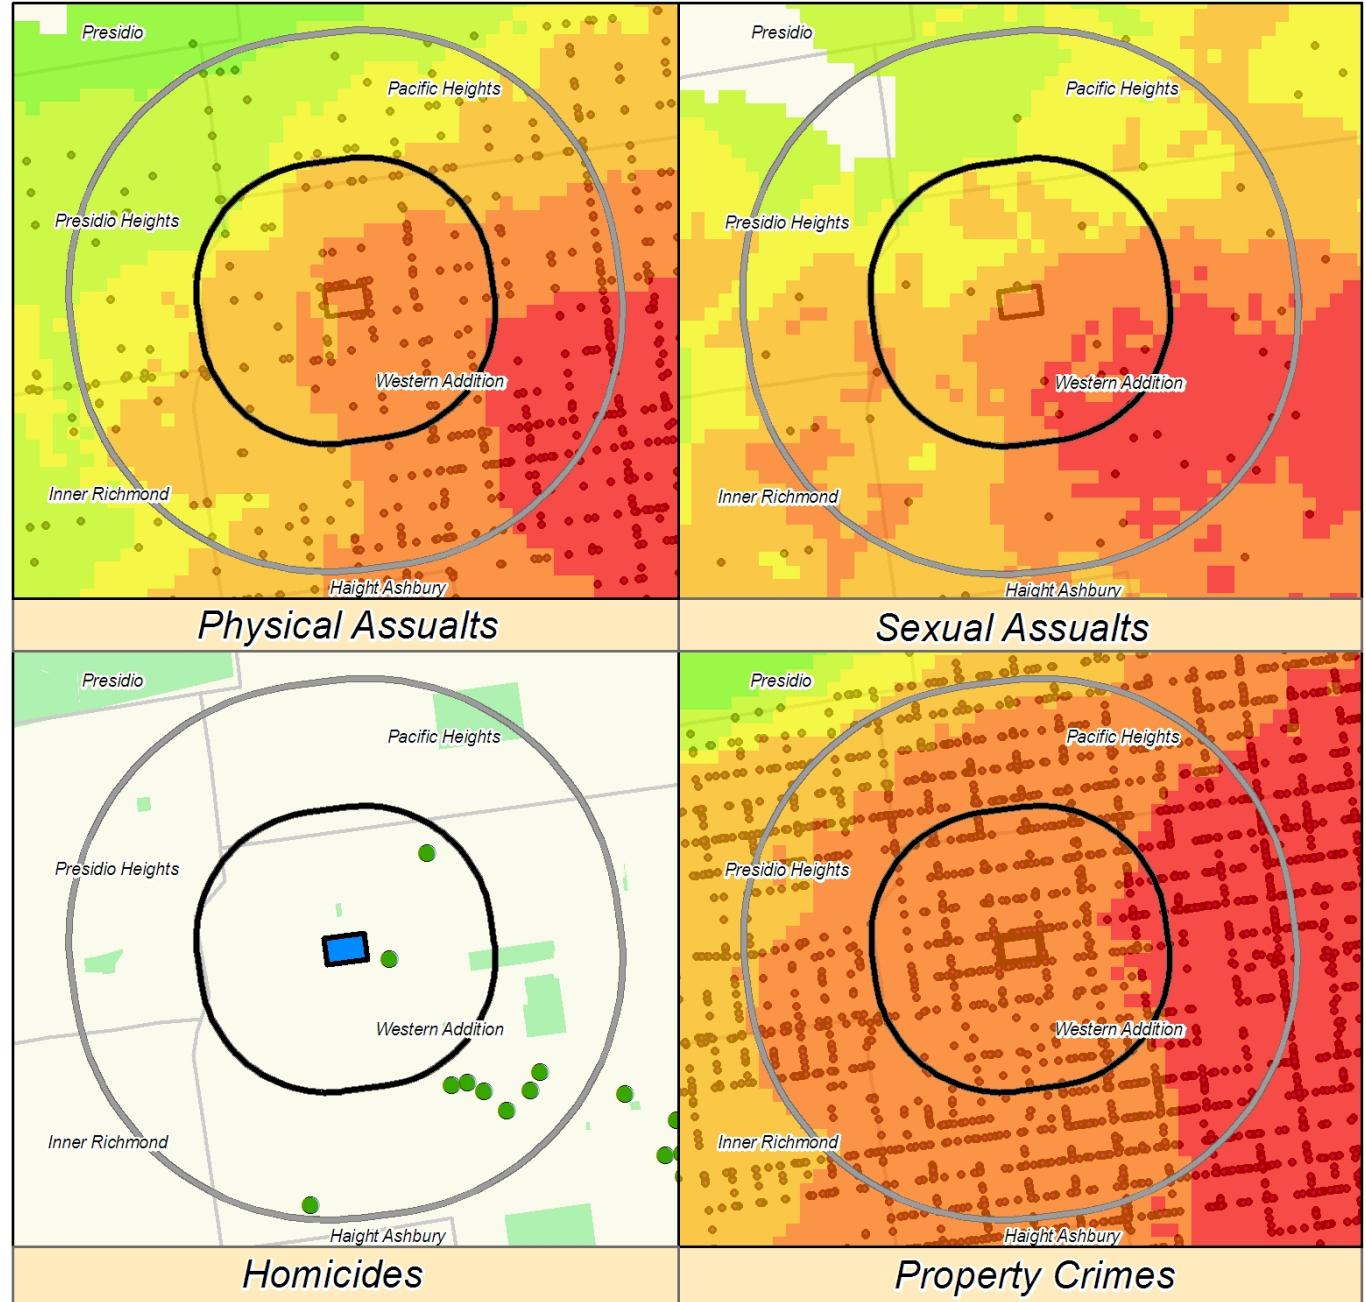 Presidio
Pacific Heights
Presidio Heights
Western Addition
Inner Richmond
Haight Ashbury
Physical Assualts
Presidio
Pacific Heights
Presidio Heights
Western Addition
Inner Richmond
Haight Ashbury
Sexual Assualts
Presidio
Pacific Heights
Presidio Heights
Western Addition
Inner Richmond
Haight Ashbury
Homicides
Presidio
Pacific Heights
Presidio Heights
Western Addition
Inner Richmond
Haight Ashbury
Property Crimes